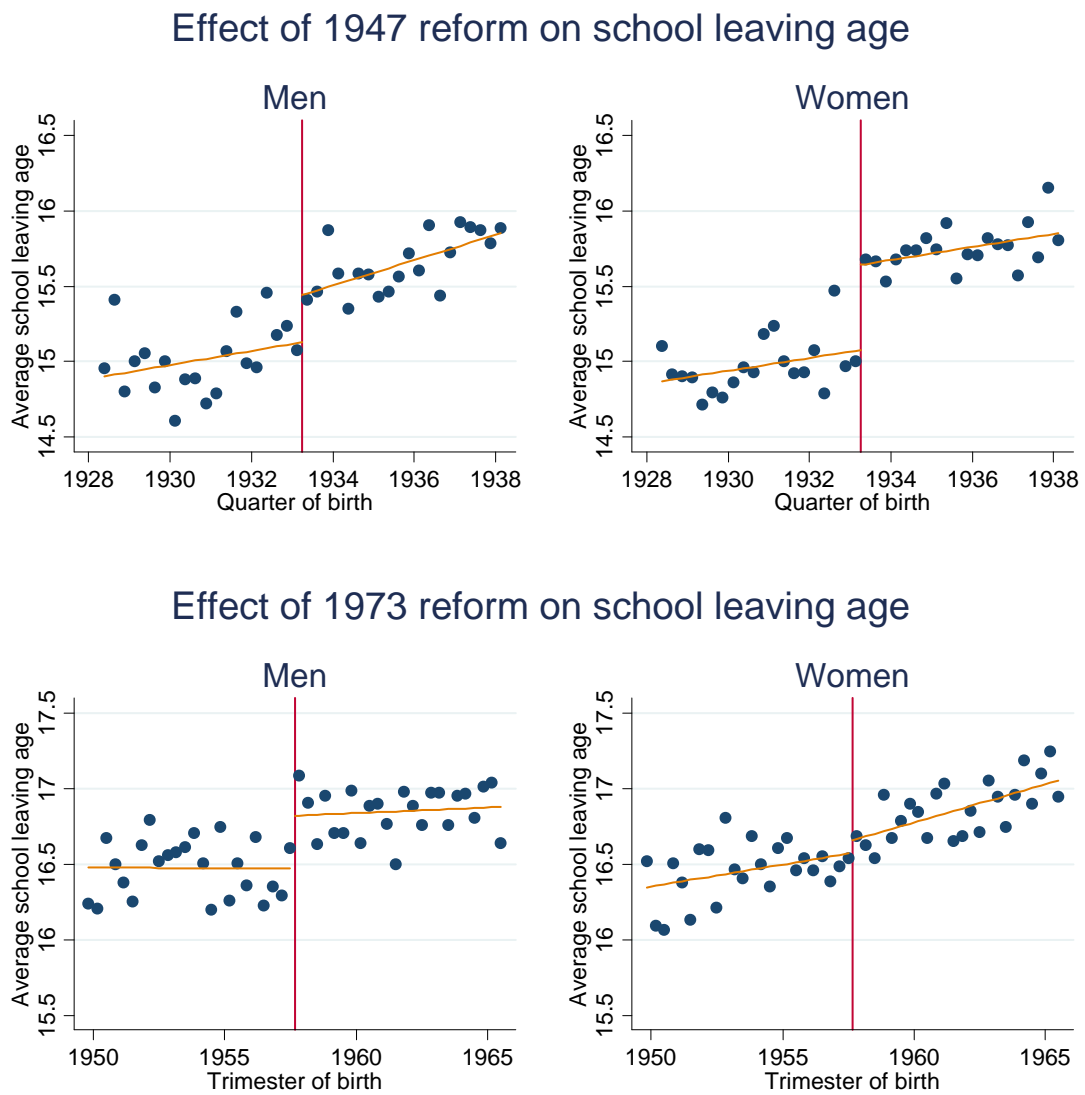 Effect of 1947 reform on school leaving age
Men
Women
Average school leaving age
14.5
15
15.5
16
16.5
1928
1930
1932
1934
1936
1938
Quarter of birth
Average school leaving age
14.5
15
15.5
16
16.5
1928
1930
1932
1934
1936
1938
Quarter of birth
Effect of 1973 reform on school leaving age
Men
Women
Average school leaving age
15.5
16
16.5
17
17.5
1950
1955
1960
1965
Trimester of birth
Average school leaving age
15.5
16
16.5
17
17.5
1950
1955
1960
1965
Trimester of birth